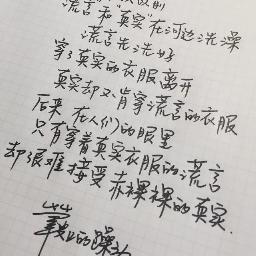 谎言和“真实”在河边洗澡
谎言先洗好
穿了真实的衣服离开
真实却不肯穿谎言的衣服
后来 在人们的眼里
只有穿着真实衣服的谎言
却很难接受赤裸裸的真实.